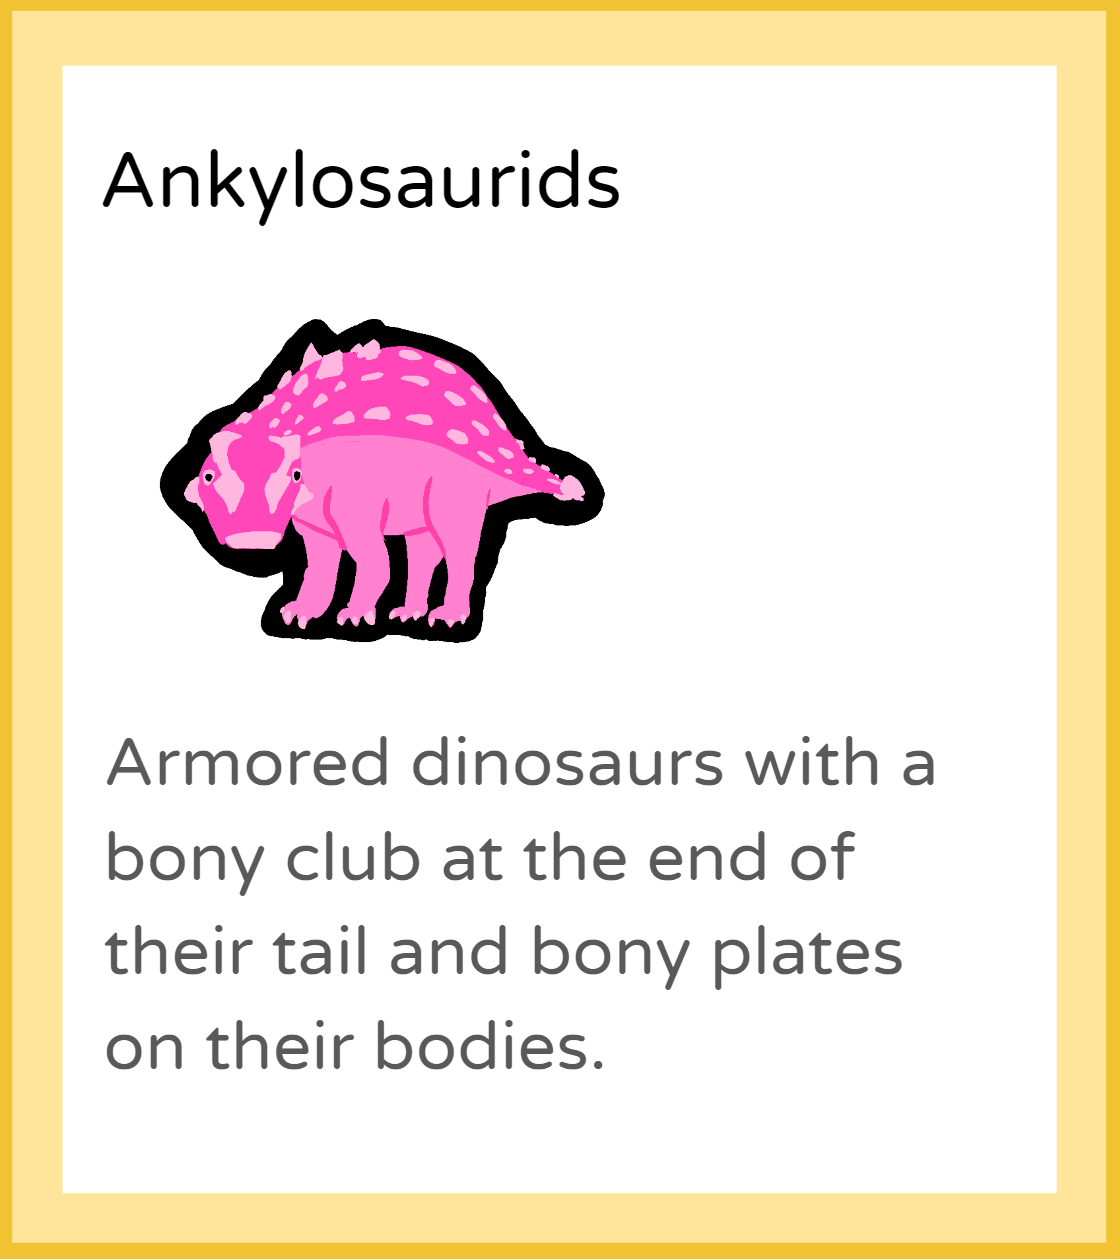 Ankylosaurids
Armored dinosaurs with a
bony club at the end of
their tail and bony plates
on their bodies.